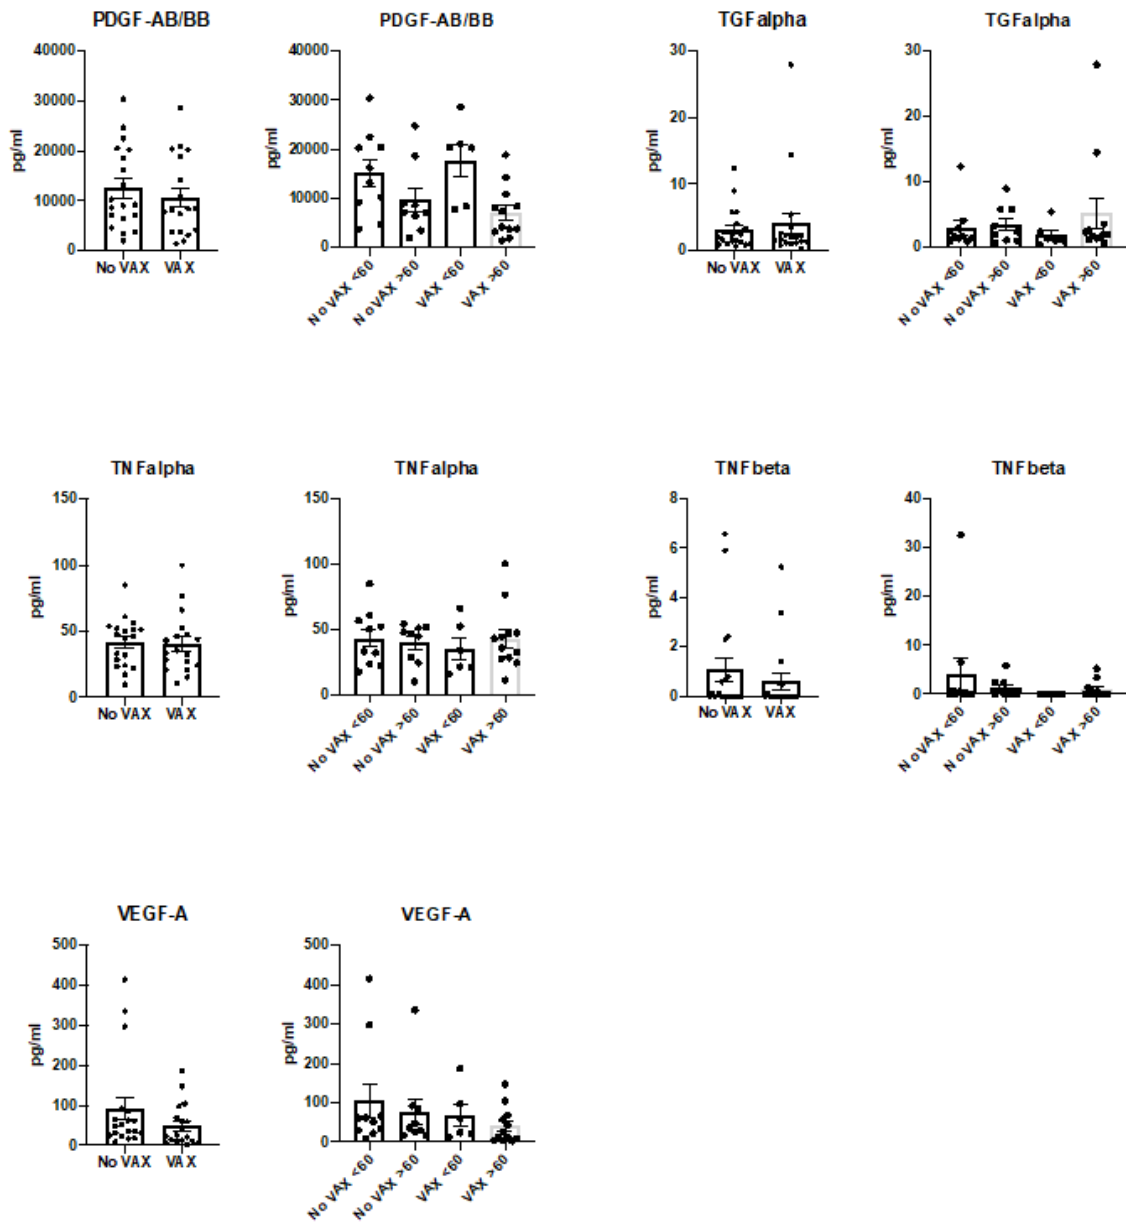 PDGF-AB/BB
40000
30000
20000
10000
0
pg/ml
No VAX VAX
PDGF-AB/BB
40000
30000
20000
10000
0
pg/ml
No VAX <60
No VAX >60
VAX <60
VAX >60
TGFalpha
30
20
10
0
pg/ml
No VAX VAX
TGFalpha
30
20
10
0
pg/ml
No VAX <60
No VAX >60
VAX <60
VAX >60
TNFalpha
150
100
50
0
pg/ml
No VAX VAX
TNFalpha
150
100
50
0
pg/ml
No VAX <60
No VAX >60
VAX <60
VAX >60
TNFbeta
8
6
4
2
0
pg/ml
No VAX VAX
TNFbeta
40
30
20
10
0
pg/ml
No VAX <60
No VAX >60
VAX <60
VAX >60
VEGF-A
500
400
300
200
100
0
pg/ml
No VAX VAX
VEGF-A
500
400
300
200
100
0
pg/ml
No VAX <60
No VAX >60
VAX <60
VAX >60